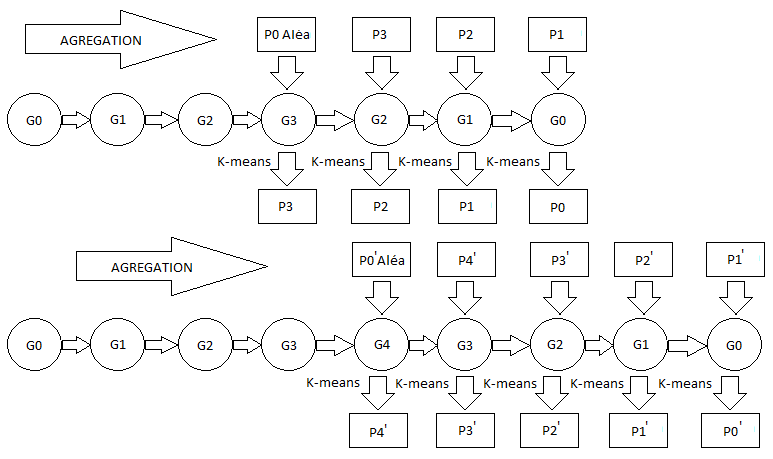 AGREGATION
P0 Aléa P3 P2 P1
G0 G1 G2 G3 G2 G1 G0
K-means K-means K-means K-means
P3 P2 P1 P0
AGREGATION
P0'Aléa P4' P3' P2' P1'
G0 G1 G2 G3 G4 G3 G2 G1 G0
K-means K-means K-means K-means K-means
P4' P3' P2' P1' P0'